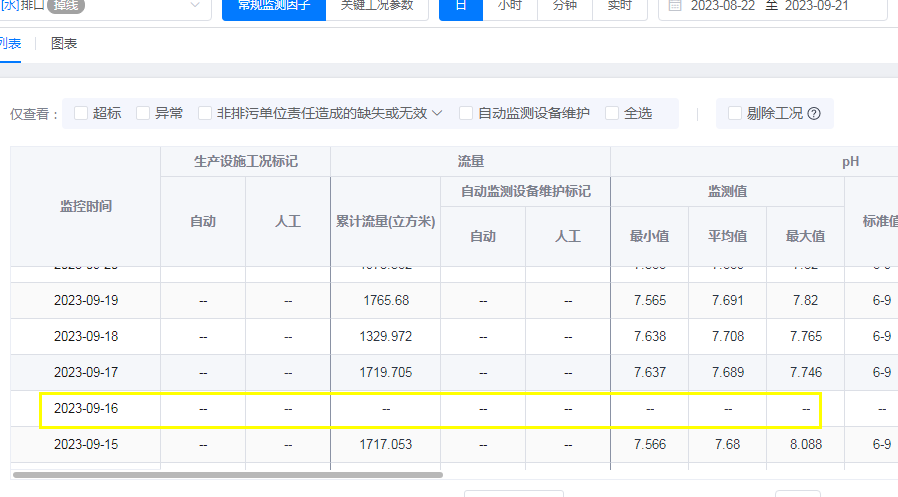 [水]排口 掉线 常规监测因子 关键工况参数 日 小时 分钟 实时 2023-08-22 至 2023-09-21
列表 图表
仅查看： 超标 异常 非排污单位责任造成的缺失或无效 自动监测设备维护 全选 剔除工况
生产设施工况标记 流量 pH
监控时间 自动 人工 累计流量(立方米) 自动监测设备维护标记 监测值 标准值
自动 人工 最小值 平均值 最大值
2023-09-19 -- -- 1765.68 -- -- 7.565 7.691 7.82 6-9
2023-09-18 -- -- 1329.972 -- -- 7.638 7.708 7.765 6-9
2023-09-17 -- -- 1719.705 -- -- 7.637 7.689 7.746 6-9
2023-09-16 -- -- -- -- -- -- -- -- --
2023-09-15 -- -- 1717.053 -- -- 7.566 7.68 8.088 6-9